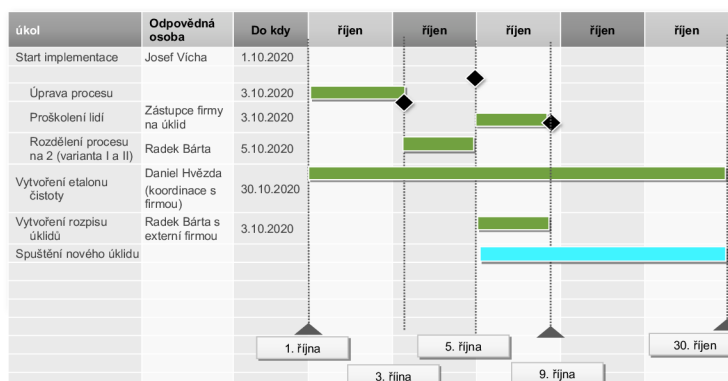 úkol
Odpovědná
osoba
Do kdy
říjen
říjen
říjen
říjen
říjen
Start implementace
Josef Vícha
1.10.2020
Úprava procesu
3.10.2020
Proškolení lidí
Zástupce firmy
na úklid
3.10.2020
Rozdělení procesu
na 2 (varianta I a II)
Radek Bárta
5.10.2020
Vytvoření etalonu
čistoty
Daniel Hvězda
(koordinace s
firmou)
30.10.2020
Vytvoření rozpisu
úklidů
Radek Bárta s
externí firmou
3.10.2020
Spuštění nového úklidu
1. října
5. října
30. říjen
3. října
9. října